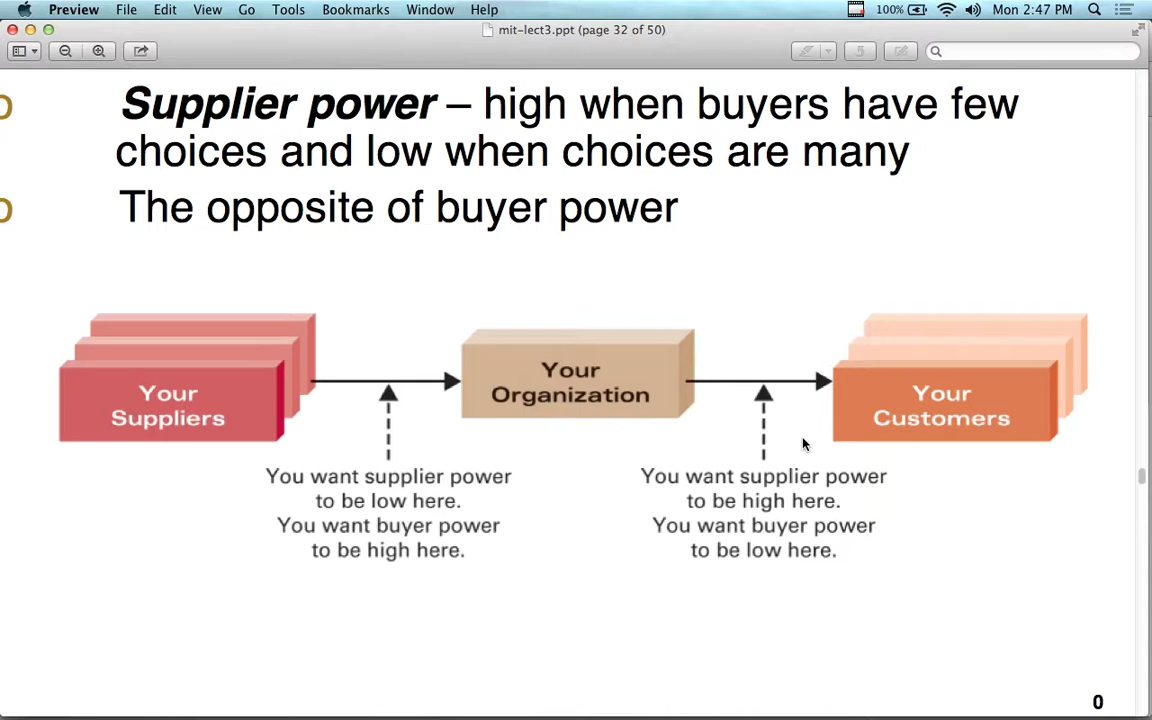 Preview File Edit View Go Tools Bookmarks Window Help 100% Mon 2:47 PM
mit-lect3.ppt (page 32 of 50)
Supplier power – high when buyers have few
choices and low when choices are many
The opposite of buyer power
Your
Suppliers
Your
Organization
Your
Customers
You want supplier power
to be low here.
You want buyer power
to be high here.
You want supplier power
to be high here.
You want buyer power
to be low here.
0